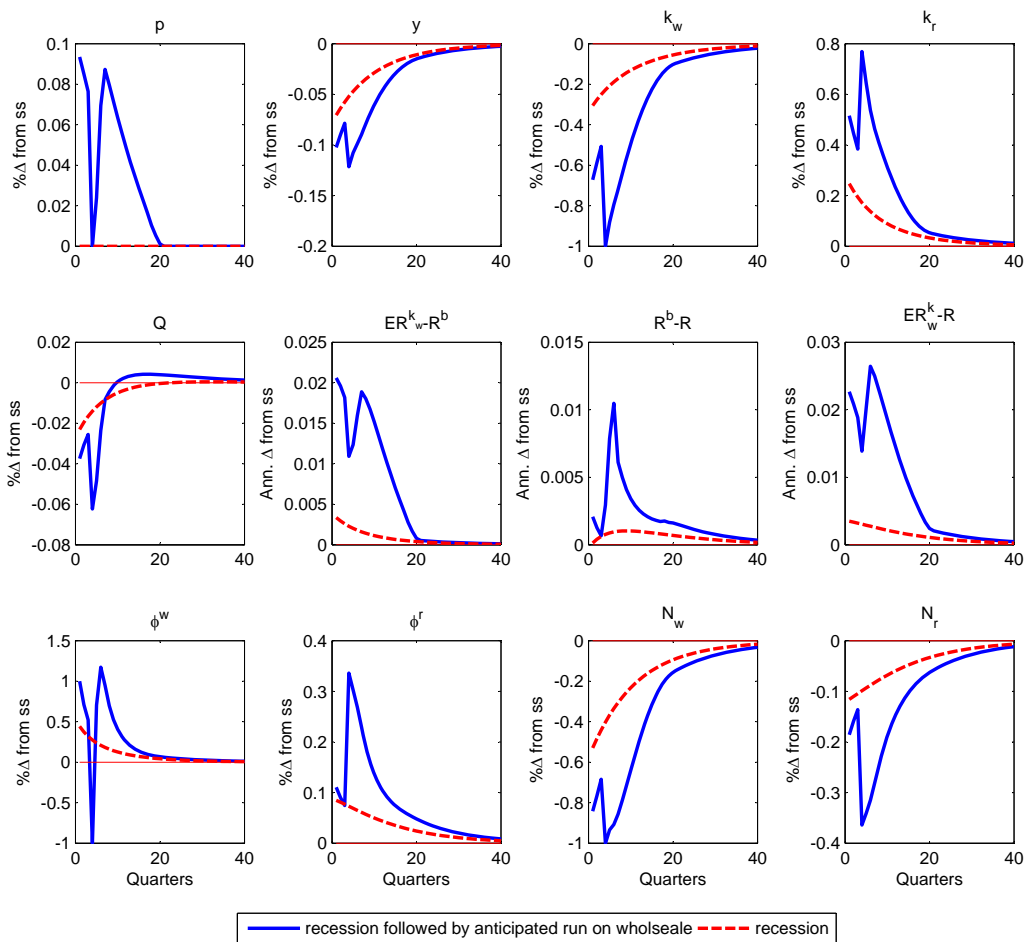 p
y
k_w
k_r
%Δ from ss
0.1
0.08
0.06
0.04
0.02
0
0 20 40
%Δ from ss
0
-0.05
-0.1
-0.15
-0.2
0 20 40
%Δ from ss
0
-0.2
-0.4
-0.6
-0.8
-1
0 20 40
%Δ from ss
0.8
0.6
0.4
0.2
0
0 20 40
Q
ER^k_w-R^b
R^b-R
ER^k_w-R
%Δ from ss
0.02
0
-0.02
-0.04
-0.06
-0.08
0 20 40
Ann. Δ from ss
0.025
0.02
0.015
0.01
0.005
0
0 20 40
Ann. Δ from ss
0.015
0.01
0.005
0
0 20 40
Ann. Δ from ss
0.03
0.02
0.01
0
0 20 40
ϕ^w
ϕ^r
N_w
N_r
%Δ from ss
1.5
1
0.5
0
-0.5
-1
0 20 40
Quarters
%Δ from ss
0.4
0.3
0.2
0.1
0
0 20 40
Quarters
%Δ from ss
0
-0.2
-0.4
-0.6
-0.8
-1
0 20 40
Quarters
%Δ from ss
0
-0.1
-0.2
-0.3
-0.4
0 20 40
Quarters
recession followed by anticipated run on wholseale recession